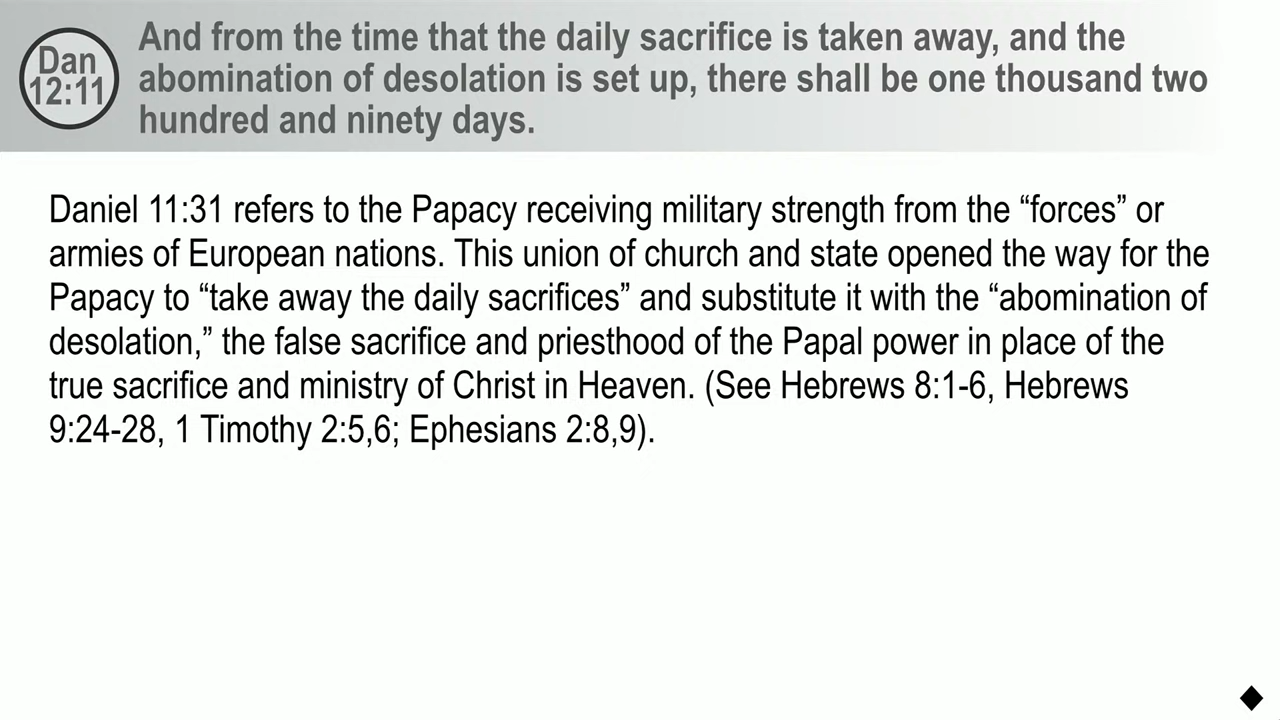 Dan
12:11
And from the time that the daily sacrifice is taken away, and the
abomination of desolation is set up, there shall be one thousand two
hundred and ninety days.
Daniel 11:31 refers to the Papacy receiving military strength from the “forces” or
armies of European nations. This union of church and state opened the way for the
Papacy to “take away the daily sacrifices” and substitute it with the “abomination of
desolation,” the false sacrifice and priesthood of the Papal power in place of the
true sacrifice and ministry of Christ in Heaven. (See Hebrews 8:1-6, Hebrews
9:24-28, 1 Timothy 2:5,6; Ephesians 2:8,9).